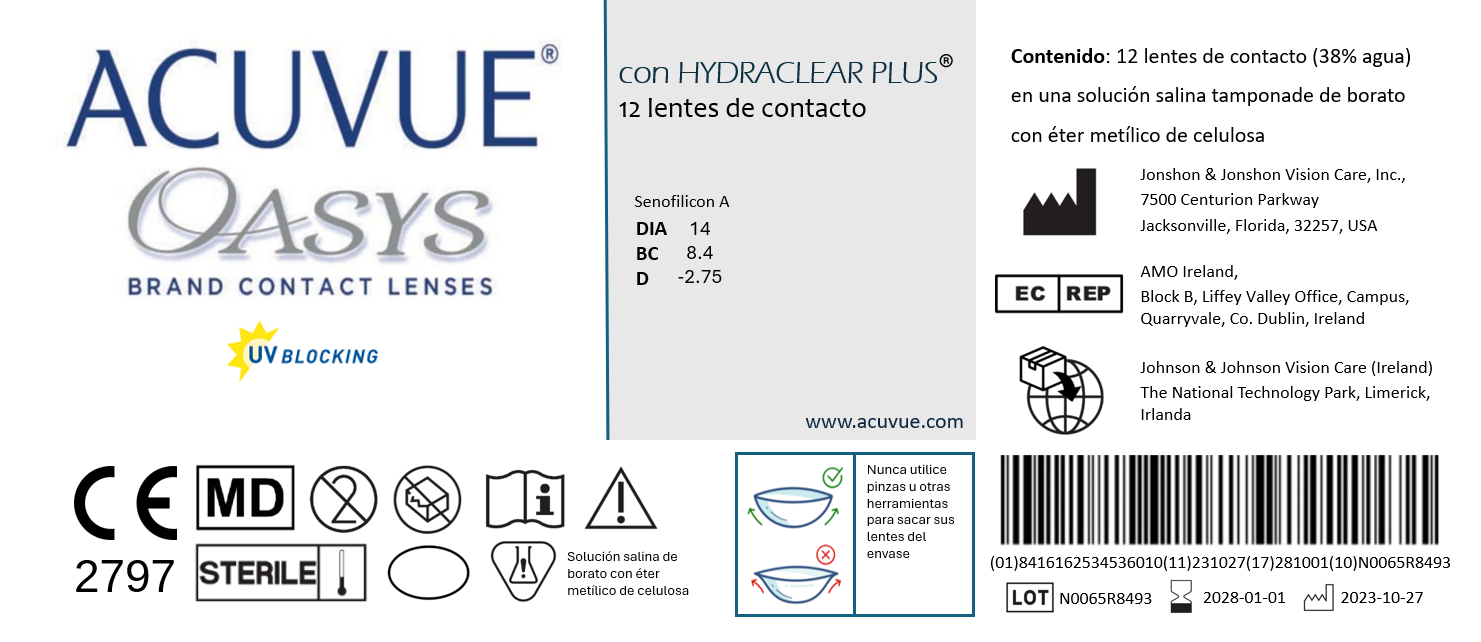 ACUVUE®
OASYS
BRAND CONTACT LENSES
UV BLOCKING
con HYDRACLEAR PLUS®
12 lentes de contacto
Senofilicon A
DIA 14
BC 8.4
D -2.75
www.acuvue.com
Contenido: 12 lentes de contacto (38% agua)
en una solución salina tamponade de borato
con éter metílico de celulosa
Jonshon & Jonshon Vision Care, Inc.,
7500 Centurion Parkway
Jacksonville, Florida, 32257, USA
EC REP
AMO Ireland,
Block B, Liffey Valley Office, Campus,
Quarryvale, Co. Dublin, Ireland
Johnson & Johnson Vision Care (Ireland)
The National Technology Park, Limerick,
Irlanda
CE
2797
MD
2
i
!
STERILE
Solución salina de
borato con éter
metílico de celulosa
Nunca utilice
pinzas u otras
herramientas
para sacar sus
lentes del
envase
(01)8416162534536010(11)231027(17)281001(10)N0065R8493
LOT N0065R8493 2028-01-01 2023-10-27